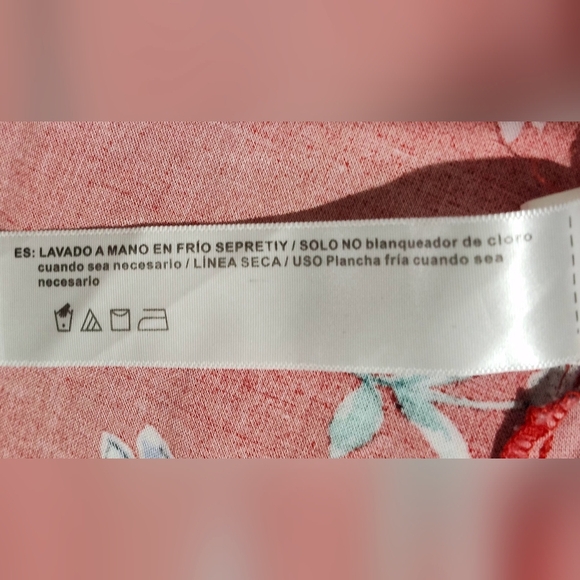 ES: LAVADO A MANO EN FRÍO SEPRETIY / SOLO NO blanqueador de cloro
cuando sea necesario / LÍNEA SECA / USO Plancha fría cuando sea
necesario